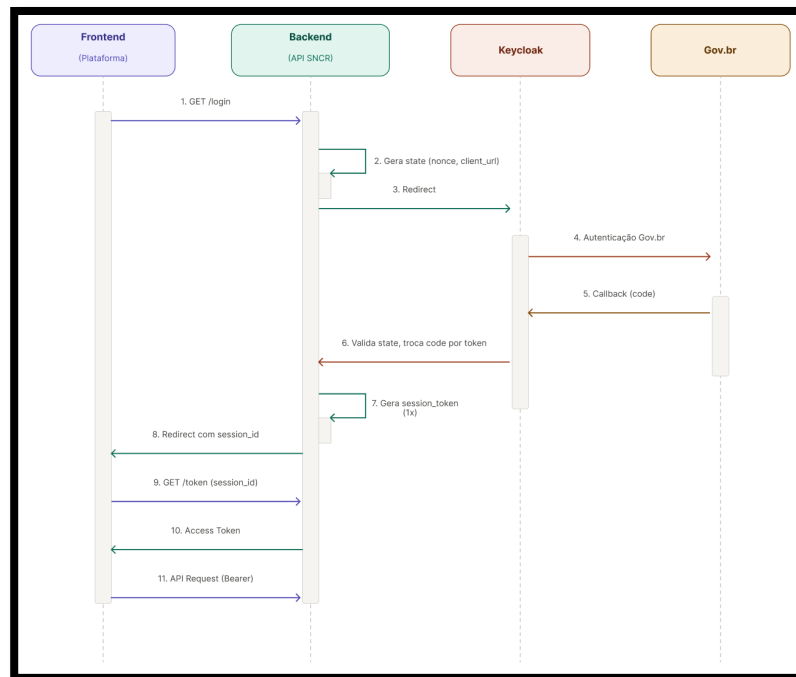 Frontend
(Plataforma)
Backend
(API SNCR)
Keycloak
Gov.br
1. GET /login
2. Gera state (nonce, client_url)
3. Redirect
4. Autenticação Gov.br
5. Callback (code)
6. Valida state, troca code por token
7. Gera session_token
(1x)
8. Redirect com session_id
9. GET /token (session_id)
10. Access Token
11. API Request (Bearer)